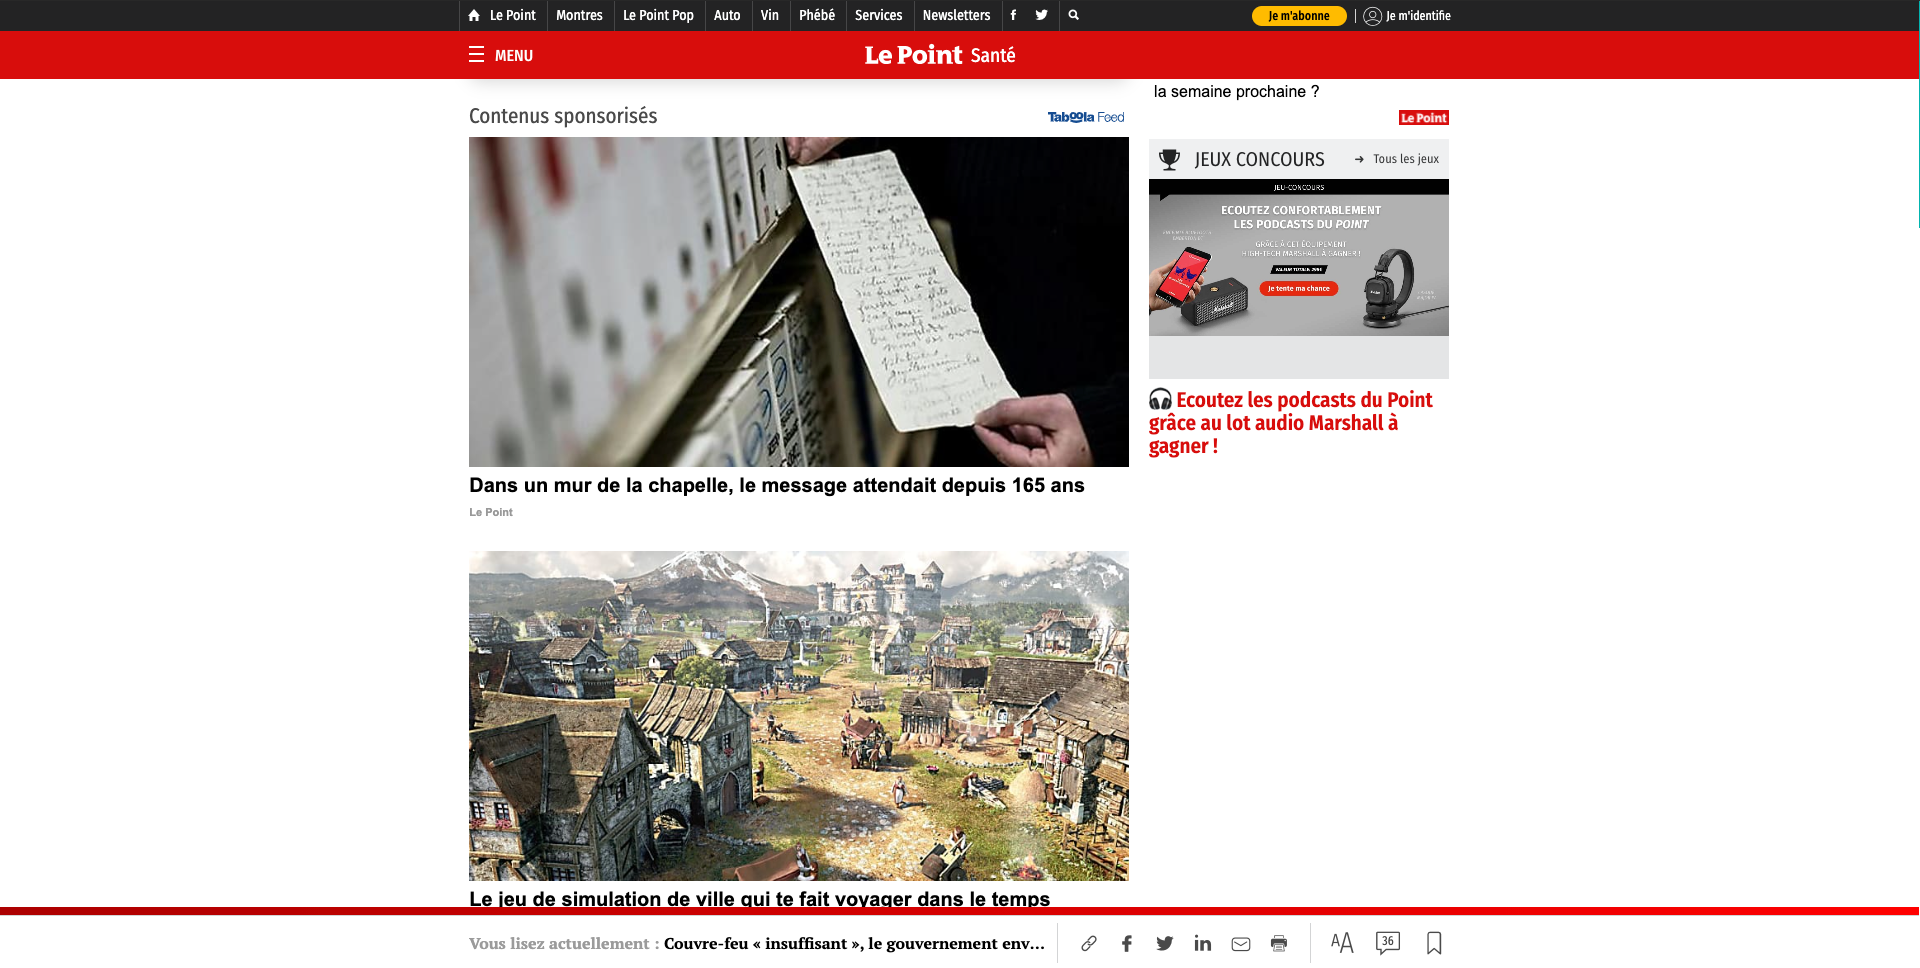 Le Point
Montres
Le Point Pop
Auto
Vin
Phébé
Services
Newsletters
Je m'abonne
Je m'identifie
MENU
Le Point Santé
la semaine prochaine ?
Le Point
Contenus sponsorisés
Taboola Feed
Dans un mur de la chapelle, le message attendait depuis 165 ans
Le Point
Le jeu de simulation de ville qui te fait voyager dans le temps
JEUX CONCOURS
Tous les jeux
JEU-CONCOURS
ECOUTEZ CONFORTABLEMENT
LES PODCASTS DU POINT
GRÂCE À CET ÉQUIPEMENT
HIGH-TECH MARSHALL À GAGNER !
Je tente ma chance
Marshall
Ecoutez les podcasts du Point
grâce au lot audio Marshall à
gagner !
Vous lisez actuellement : Couvre-feu « insuffisant », le gouvernement env...
AA
36